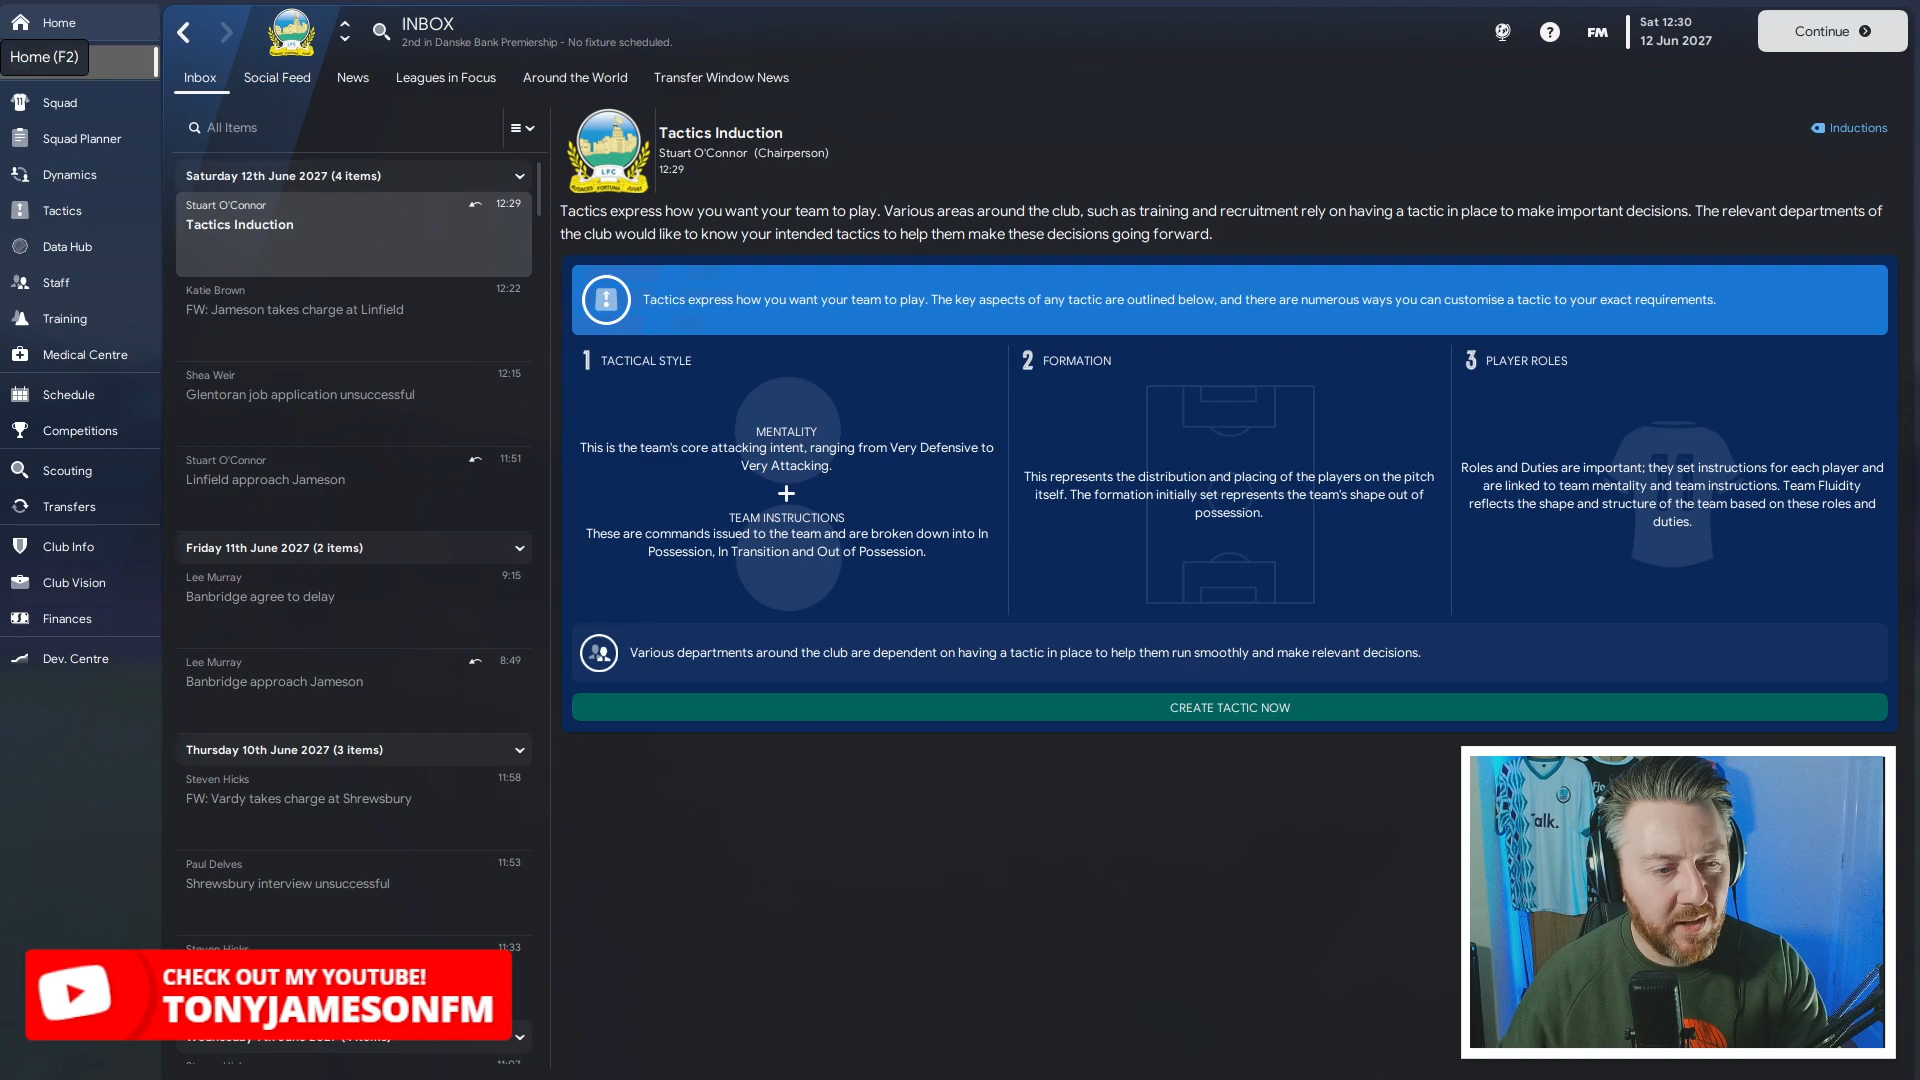 Home
Home (F2)
Squad
Squad Planner
Dynamics
Tactics
Data Hub
Staff
Training
Medical Centre
Schedule
Competitions
Scouting
Transfers
Club Info
Club Vision
Finances
Dev. Centre
INBOX
2nd in Danske Bank Premiership - No fixture scheduled.
FM
Sat 12:30
12 Jun 2027
Continue
Inbox
Social Feed
News
Leagues in Focus
Around the World
Transfer Window News
All Items
Saturday 12th June 2027 (4 items)
Stuart O'Connor 12:29
Tactics Induction
Katie Brown 12:22
FW: Jameson takes charge at Linfield
Shea Weir 12:15
Glentoran job application unsuccessful
Stuart O'Connor 11:51
Linfield approach Jameson
Friday 11th June 2027 (2 items)
Lee Murray 9:15
Banbridge agree to delay
Lee Murray 8:49
Banbridge approach Jameson
Thursday 10th June 2027 (3 items)
Steven Hicks 11:58
FW: Vardy takes charge at Shrewsbury
Paul Delves 11:53
Shrewsbury interview unsuccessful
Steven Hicks 11:33
LFC
Tactics Induction
Stuart O'Connor (Chairperson)
12:29
Inductions
Tactics express how you want your team to play. Various areas around the club, such as training and recruitment rely on having a tactic in place to make important decisions. The relevant departments of
the club would like to know your intended tactics to help them make these decisions going forward.
Tactics express how you want your team to play. The key aspects of any tactic are outlined below, and there are numerous ways you can customise a tactic to your exact requirements.
1 TACTICAL STYLE
MENTALITY
This is the team's core attacking intent, ranging from Very Defensive to
Very Attacking.
+
TEAM INSTRUCTIONS
These are commands issued to the team and are broken down into In
Possession, In Transition and Out of Possession.
2 FORMATION
This represents the distribution and placing of the players on the pitch
itself. The formation initially set represents the team's shape out of
possession.
3 PLAYER ROLES
Roles and Duties are important; they set instructions for each player and
are linked to team mentality and team instructions. Team Fluidity
reflects the shape and structure of the team based on these roles and
duties.
Various departments around the club are dependent on having a tactic in place to help them run smoothly and make relevant decisions.
CREATE TACTIC NOW
CHECK OUT MY YOUTUBE!
TONYJAMESONFM